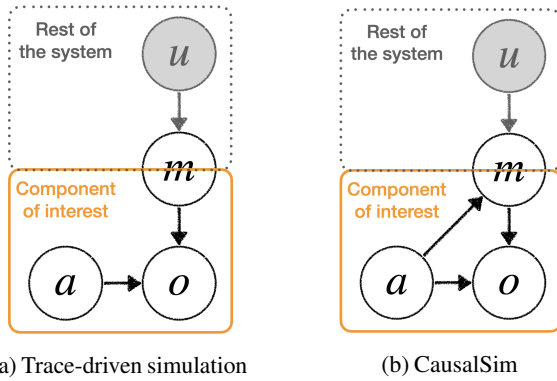 Rest of
the system
u
m
Component
of interest
a
o
a) Trace-driven simulation
Rest of
the system
u
m
Component
of interest
a
o
(b) CausalSim